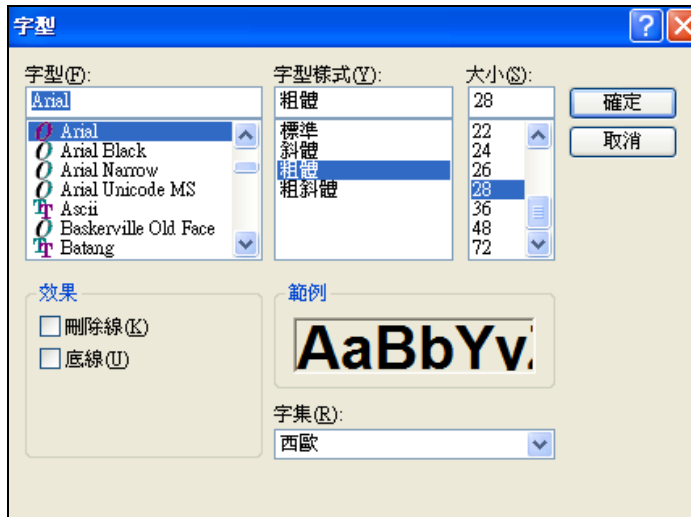 字型
字型(F):
Arial
Arial
Arial Black
Arial Narrow
Arial Unicode MS
Ascii
Baskerville Old Face
Batang
字型樣式(Y):
粗體
標準
斜體
粗體
粗斜體
大小(S):
28
22
24
26
28
36
48
72
確定
取消
效果
刪除線(K)
底線(U)
範例
AaBbYy
字集(R):
西歐